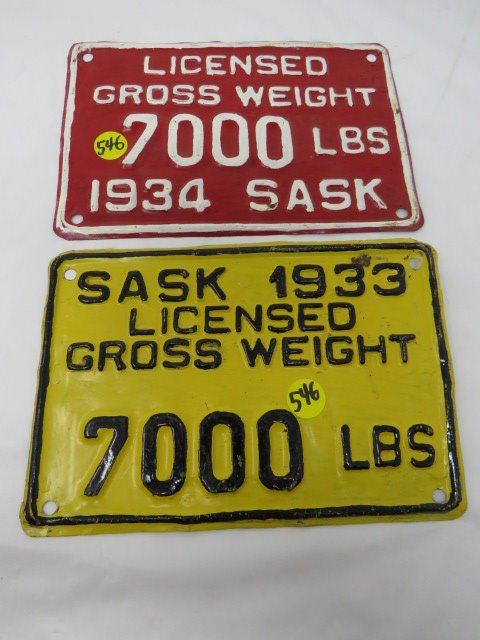 LICENSED
GROSS WEIGHT
546 7000 LBS
1934 SASK
SASK 1933
LICENSED
GROSS WEIGHT
546
7000 LBS